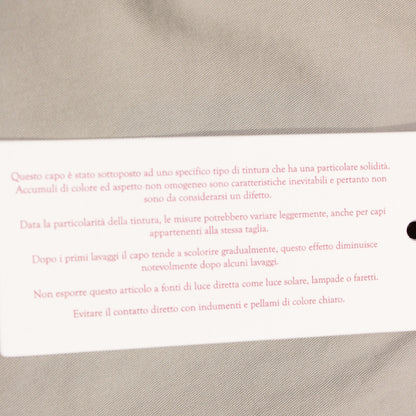 Questo capo è stato sottoposto ad uno specifico tipo di tintura che ha una particolare solidità.
Accumuli di colore ed aspetto non omogeneo sono caratteristiche inevitabili e pertanto non
sono da considerarsi un difetto.
Data la particolarità della tintura, le misure potrebbero variare leggermente, anche per capi
appartenenti alla stessa taglia.
Dopo i primi lavaggi il capo tende a scolorire gradualmente, questo effetto diminuisce
notevolmente dopo alcuni lavaggi.
Non esporre questo articolo a fonti di luce diretta come luce solare, lampade o faretti.
Evitare il contatto diretto con indumenti e pellami di colore chiaro.